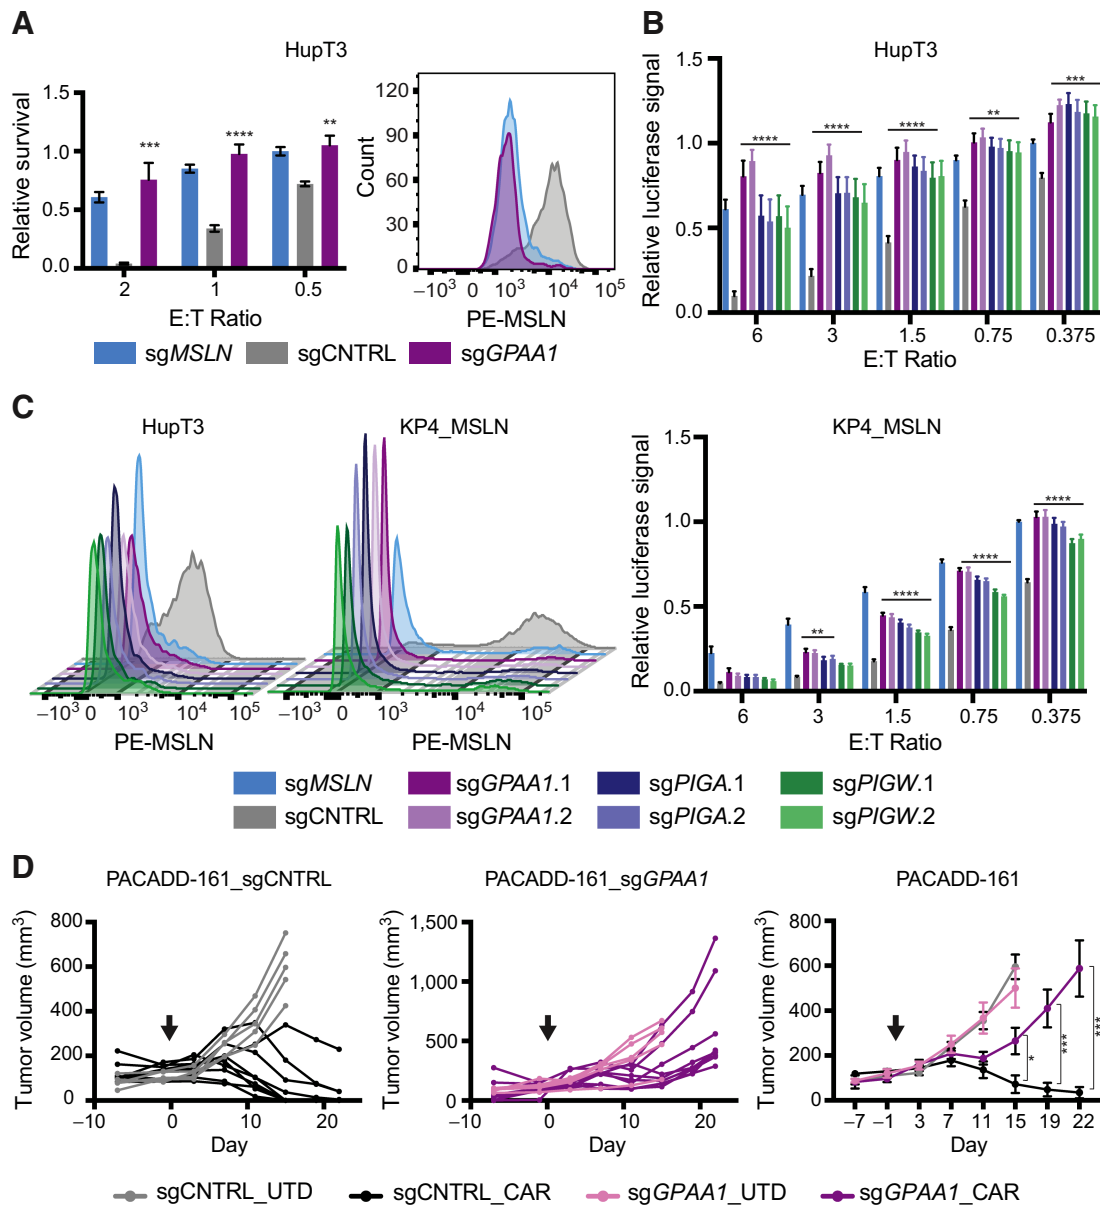 A
HupT3
Relative survival
1.5
1.0
0.5
0.0
***
****
**
2
1
0.5
E:T Ratio
Count
120
90
60
30
0
−10³ 0 10³ 10⁴ 10⁵
PE-MSLN
sgMSLN
sgCNTRL
sgGPAA1
B
HupT3
Relative luciferase signal
1.5
1.0
0.5
0.0
****
****
****
**
***
6
3
1.5
0.75
0.375
E:T Ratio
C
HupT3
−10³ 0 10³ 10⁴ 10⁵
PE-MSLN
KP4_MSLN
−10³ 0 10³ 10⁴ 10⁵
PE-MSLN
KP4_MSLN
Relative luciferase signal
1.5
1.0
0.5
0.0
**
****
****
****
6
3
1.5
0.75
0.375
E:T Ratio
sgMSLN
sgGPAA1.1
sgPIGA.1
sgPIGW.1
sgCNTRL
sgGPAA1.2
sgPIGA.2
sgPIGW.2
D
PACADD-161_sgCNTRL
Tumor volume (mm³)
800
600
400
200
0
−10 0 10 20
Day
PACADD-161_sgGPAA1
Tumor volume (mm³)
1,500
1,000
500
0
−10 0 10 20
Day
PACADD-161
Tumor volume (mm³)
800
600
400
200
0
*
***
***
−7 −1 3 7 11 15 19 22
Day
sgCNTRL_UTD
sgCNTRL_CAR
sgGPAA1_UTD
sgGPAA1_CAR